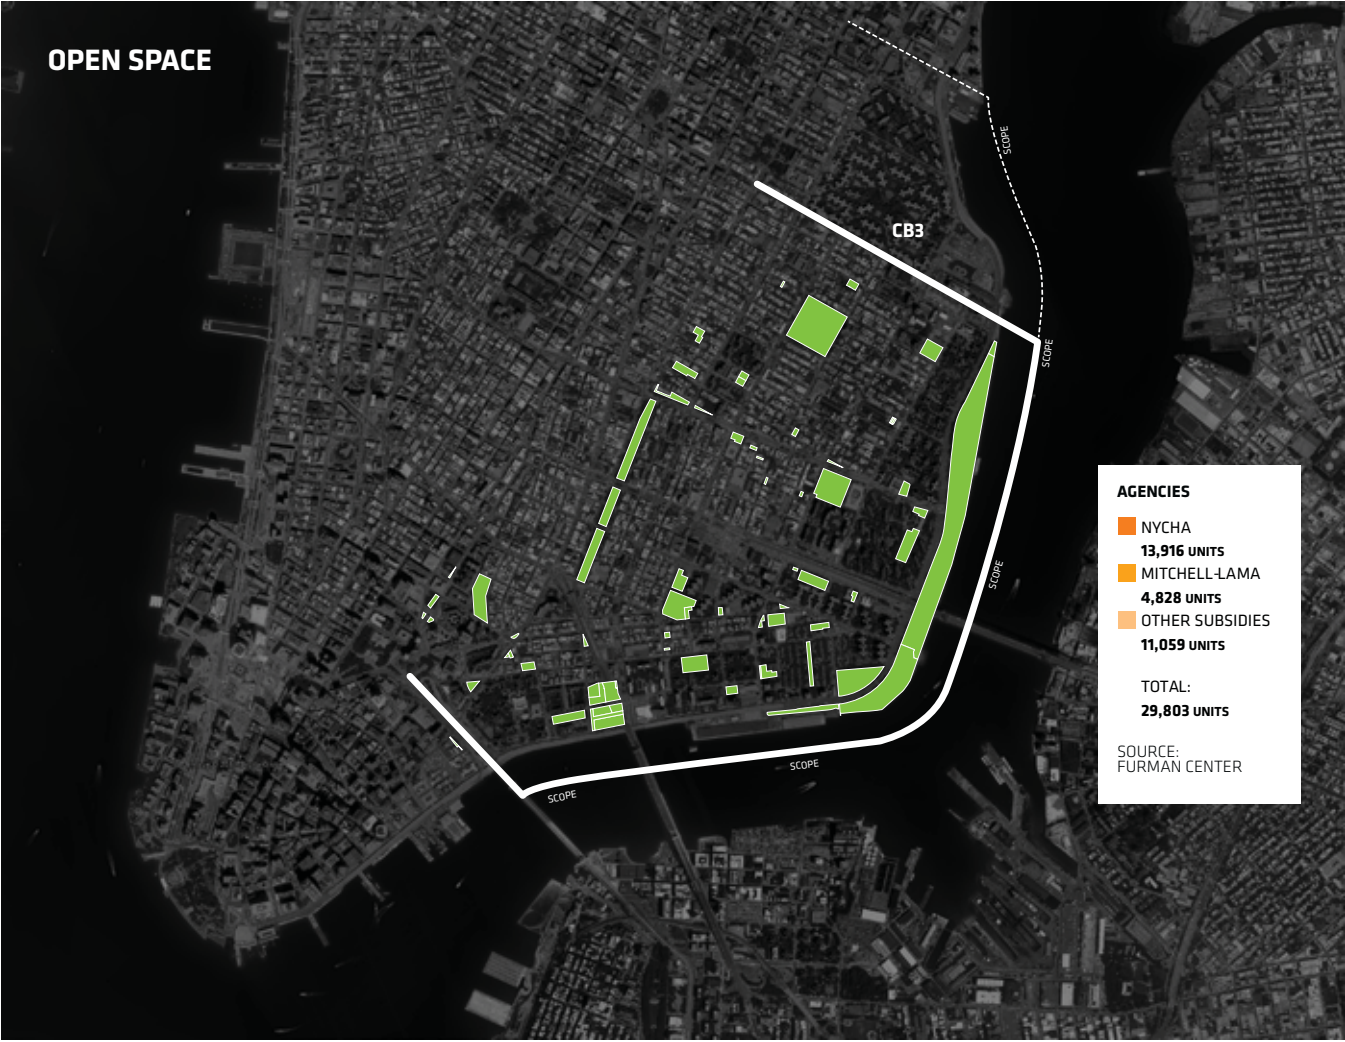 OPEN SPACE
SCOPE
CB3
SCOPE
SCOPE
SCOPE
SCOPE
AGENCIES
NYCHA
13,916 UNITS
MITCHELL-LAMA
4,828 UNITS
OTHER SUBSIDIES
11,059 UNITS
TOTAL:
29,803 UNITS
SOURCE:
FURMAN CENTER